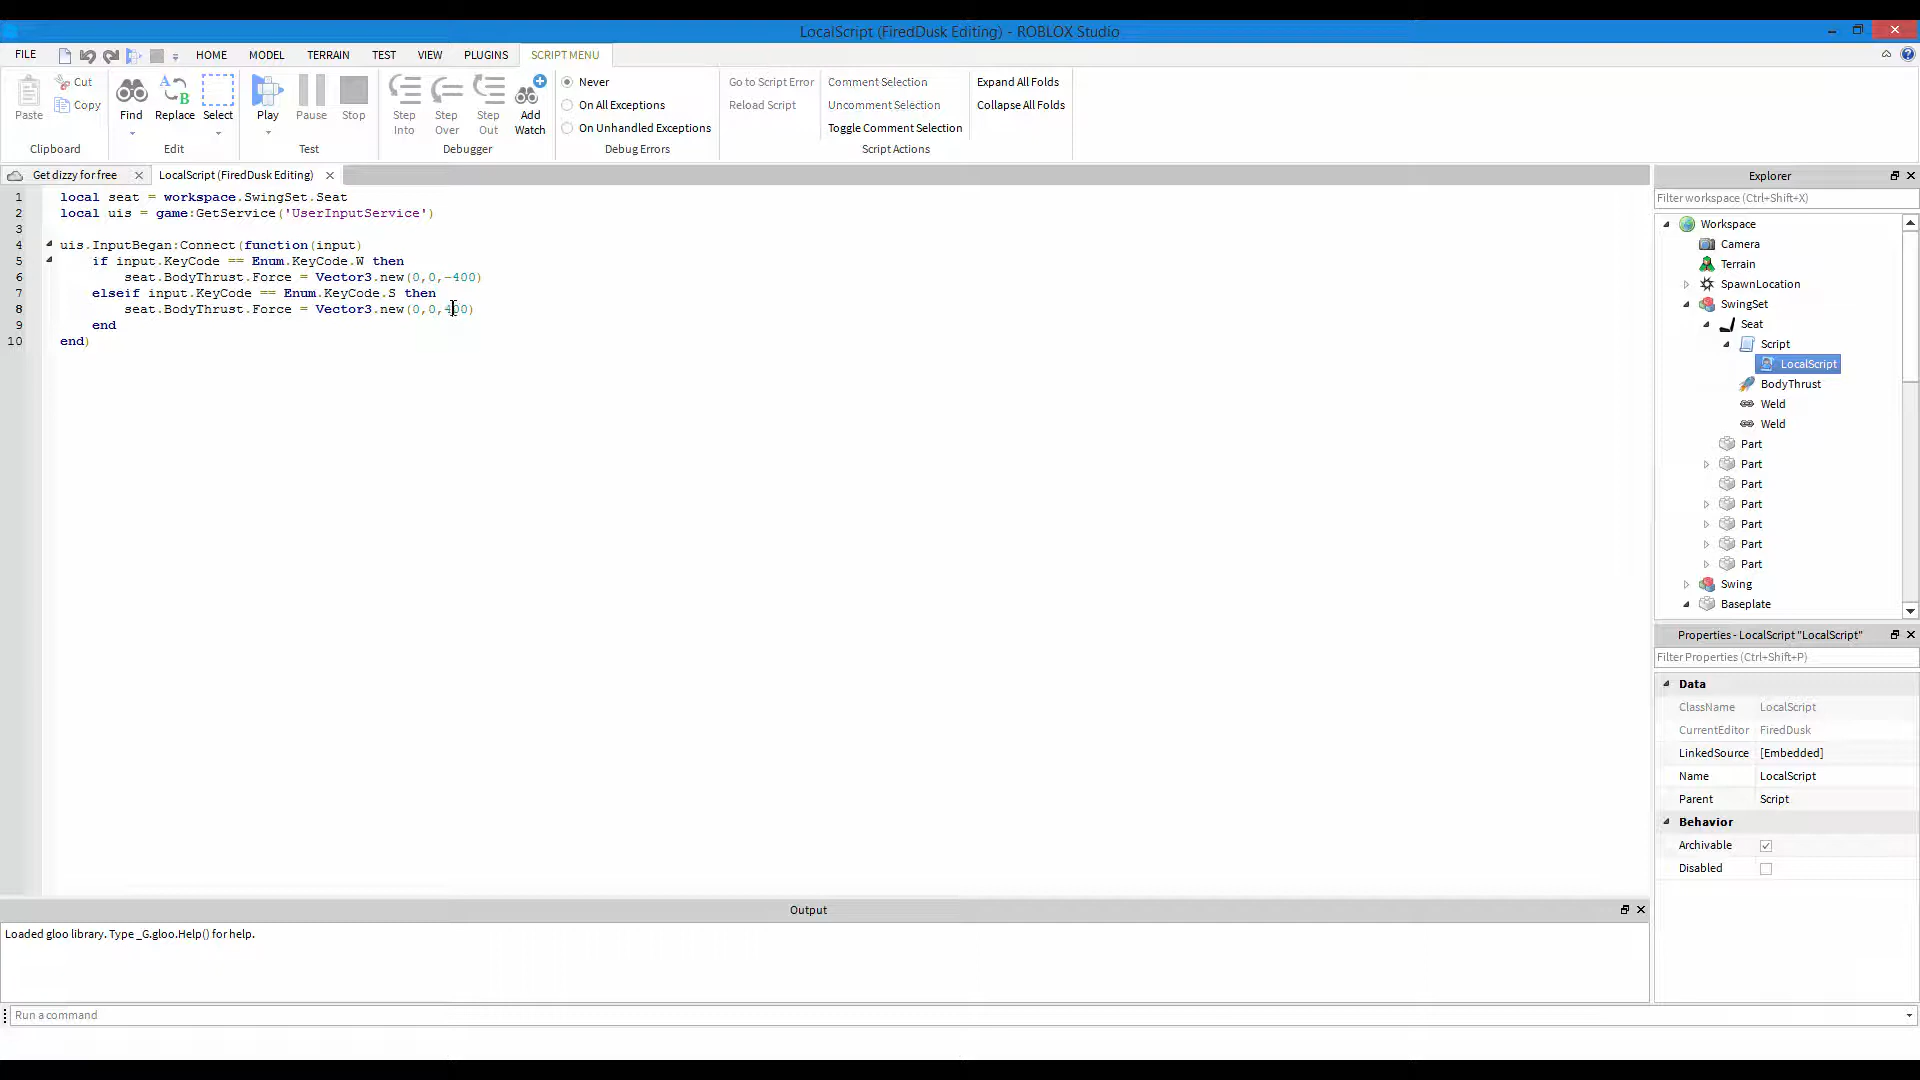 LocalScript (FiredDusk Editing) - ROBLOX Studio
FILE HOME MODEL TERRAIN TEST VIEW PLUGINS SCRIPT MENU
Paste
Cut
Copy
Clipboard
Find
Replace
Select
Edit
Play
Pause
Stop
Test
Step Into
Step Over
Step Out
Add Watch
Debugger
Never
On All Exceptions
On Unhandled Exceptions
Debug Errors
Go to Script Error
Reload Script
Comment Selection
Uncomment Selection
Toggle Comment Selection
Script Actions
Expand All Folds
Collapse All Folds
Get dizzy for free
LocalScript (FiredDusk Editing)
1 local seat = workspace.SwingSet.Seat
2 local uis = game:GetService('UserInputService')
3
4 uis.InputBegan:Connect(function(input)
5 if input.KeyCode == Enum.KeyCode.W then
6 seat.BodyThrust.Force = Vector3.new(0,0,-400)
7 elseif input.KeyCode == Enum.KeyCode.S then
8 seat.BodyThrust.Force = Vector3.new(0,0,400)
9 end
10 end)
Explorer
Filter workspace (Ctrl+Shift+X)
Workspace
Camera
Terrain
SpawnLocation
SwingSet
Seat
Script
LocalScript
BodyThrust
Weld
Weld
Part
Part
Part
Part
Part
Part
Part
Swing
Baseplate
Properties - LocalScript "LocalScript"
Filter Properties (Ctrl+Shift+P)
Data
ClassName LocalScript
CurrentEditor FiredDusk
LinkedSource [Embedded]
Name LocalScript
Parent Script
Behavior
Archivable
Disabled
Output
Loaded gloo library. Type _G.gloo.Help() for help.
Run a command